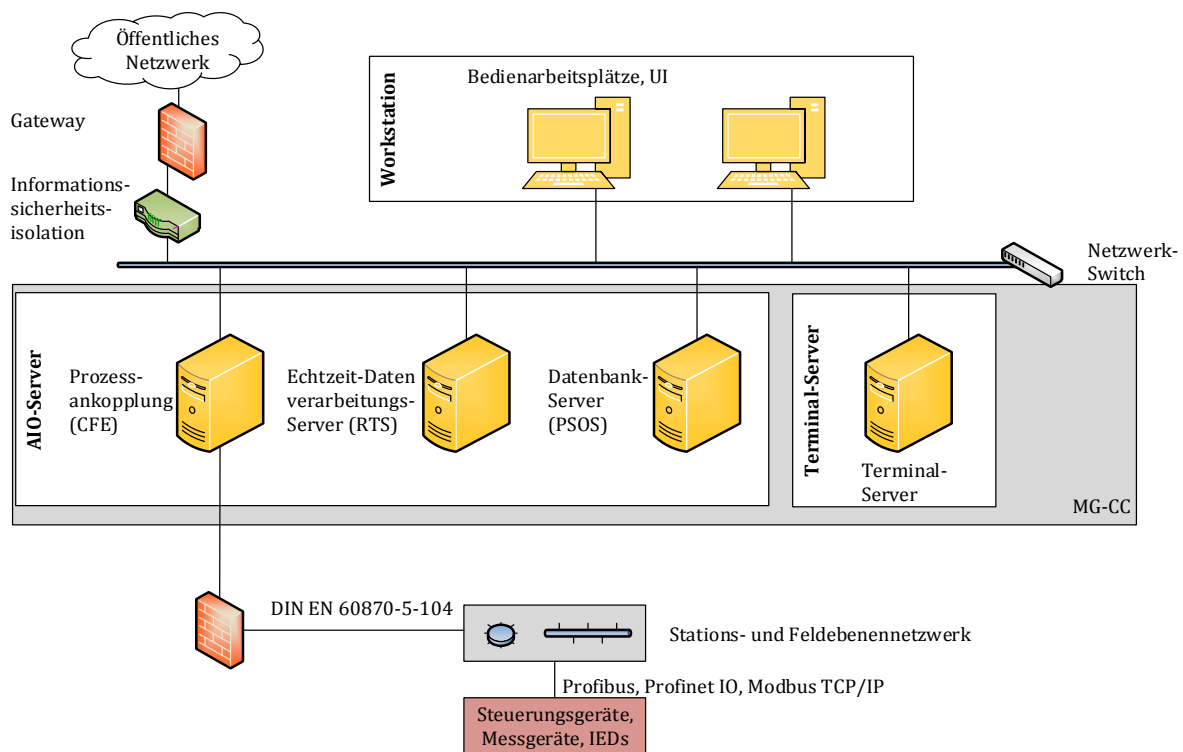 Öffentliches
Netzwerk
Gateway
Informations-
sicherheits-
isolation
Workstation
Bedienarbeitsplätze, UI
Netzwerk-
Switch
AIO-Server
Prozess-
ankopplung
(CFE)
Echtzeit-Daten
verarbeitungs-
Server (RTS)
Datenbank-
Server
(PSOS)
Terminal-Server
Terminal-
Server
MG-CC
DIN EN 60870-5-104
Stations- und Feldebenennetzwerk
Profibus, Profinet IO, Modbus TCP/IP
Steuerungsgeräte,
Messgeräte, IEDs